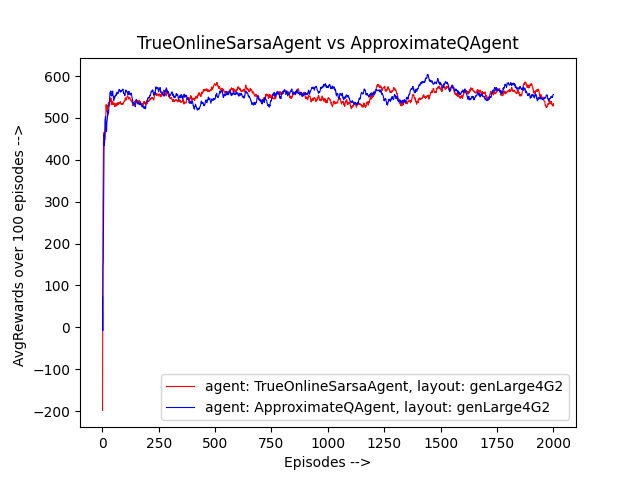 TrueOnlineSarsaAgent vs ApproximateQAgent
AvgRewards over 100 episodes -->
600
500
400
300
200
100
0
−100
−200
agent: TrueOnlineSarsaAgent, layout: genLarge4G2
agent: ApproximateQAgent, layout: genLarge4G2
0 250 500 750 1000 1250 1500 1750 2000
Episodes -->